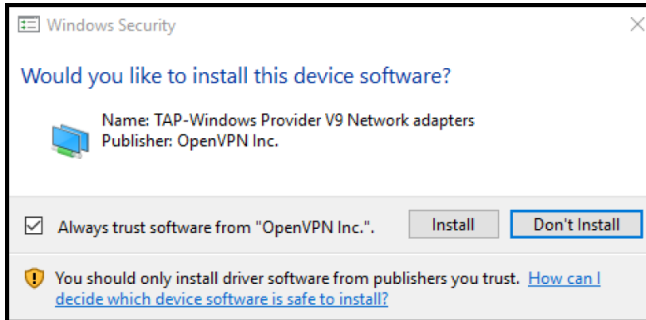 Windows Security
Would you like to install this device software?
Name: TAP-Windows Provider V9 Network adapters
Publisher: OpenVPN Inc.
Always trust software from "OpenVPN Inc.".
Install
Don't Install
You should only install driver software from publishers you trust. How can I
decide which device software is safe to install?